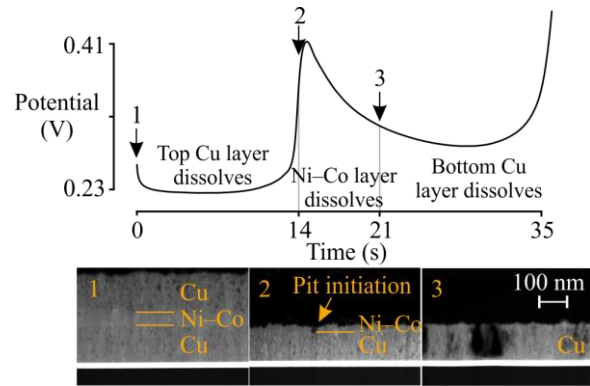 2
0.41
3
Potential
(V)
1
Top Cu layer
dissolves
Ni–Co layer
dissolves
Bottom Cu
layer dissolves
0.23
0
14
21
35
Time (s)
1
Cu
Ni–Co
Cu
2
Pit initiation
Ni–Co
Cu
3
100 nm
Cu